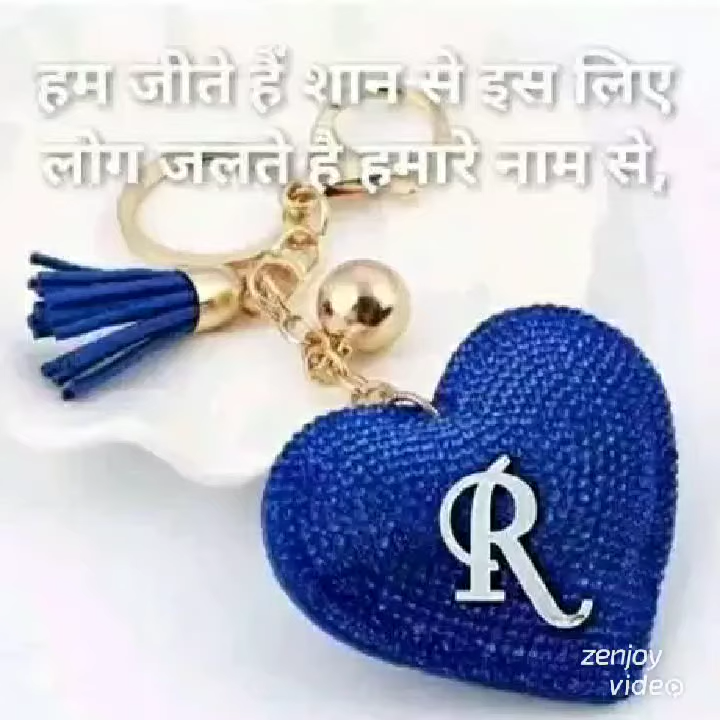 हम जीते हैं शान से इस लिए
लोग जलते है हमारे नाम से,
R
zenjoy
video